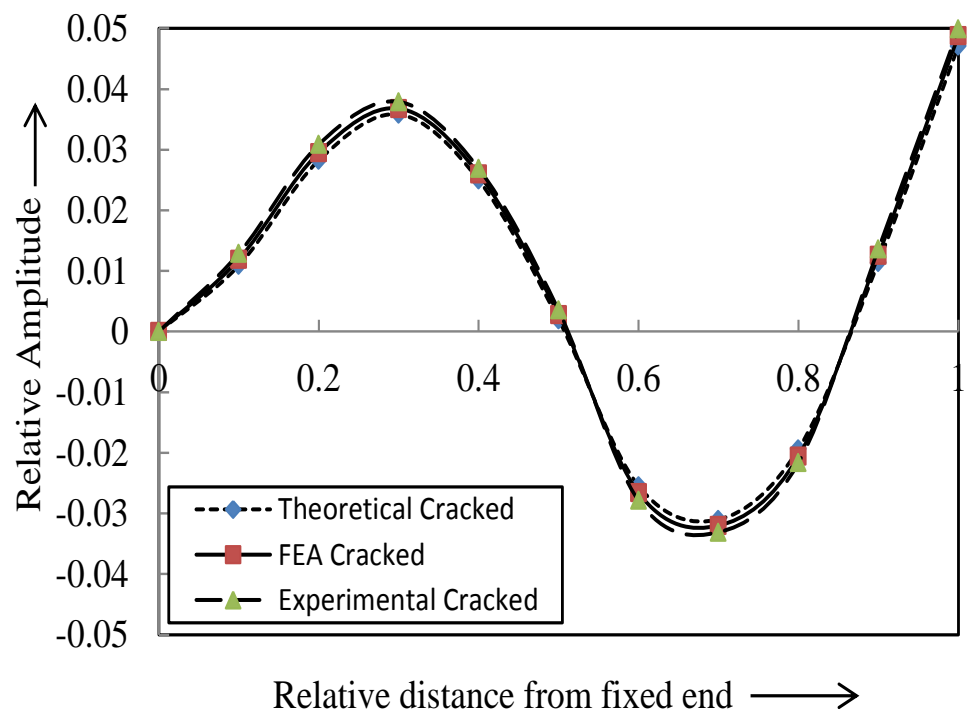 0.05
0.04
0.03
0.02
0.01
0
-0.01
-0.02
-0.03
-0.04
-0.05
0 0.2 0.4 0.6 0.8 1
Relative Amplitude
Theoretical Cracked
FEA Cracked
Experimental Cracked
Relative distance from fixed end